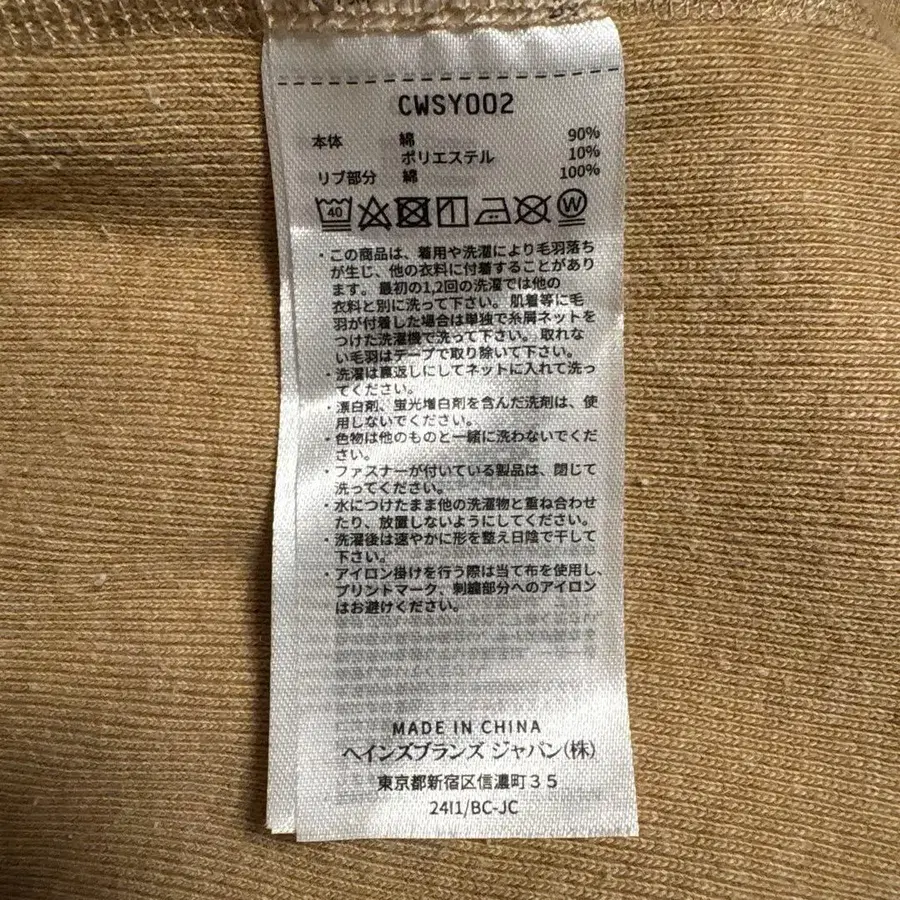 CWSY002
本体 綿 90%
ポリエステル 10%
リブ部分 綿 100%
40 W
・この商品は、着用や洗濯により毛羽落ち
が生じ、他の衣料に付着することがあり
ます。最初の1,2回の洗濯では他の
衣料と別に洗って下さい。肌着等に毛
羽が付着した場合は単独で糸屑ネットを
つけた洗濯機で洗って下さい。取れな
い毛羽はテープで取り除いて下さい。
・洗濯は裏返しにしてネットに入れて洗っ
てください。
・漂白剤、蛍光増白剤を含んだ洗剤は、使
用しないでください。
・色物は他のものと一緒に洗わないでくだ
さい。
・ファスナーが付いている製品は、閉じて
洗ってください。
・水につけたまま他の洗濯物と重ね合わせ
たり、放置しないようにしてください。
・洗濯後は速やかに形を整え日陰で干して
下さい。
・アイロン掛けを行う際は当て布を使用し、
プリントマーク、刺繍部分へのアイロン
はお避けください。
MADE IN CHINA
ヘインズブランズ ジャパン(株)
東京都新宿区信濃町35
24I1/BC-JC